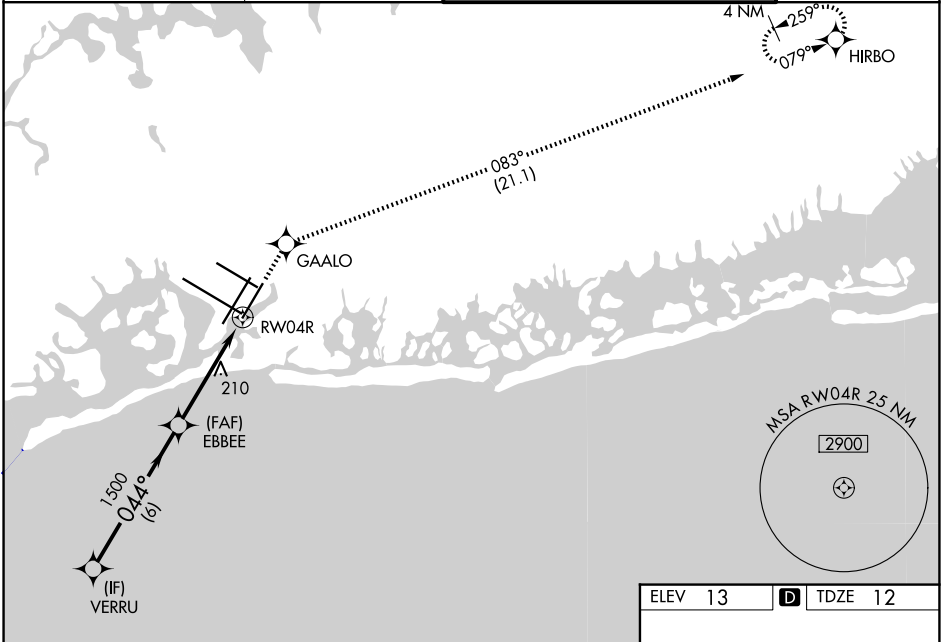 4 NM
259°
079°
HIRBO
083°
(21.1)
GAALO
RW04R
210
(FAF)
EBBEE
1500
044°
(6)
(IF)
VERRU
MSA RW04R 25 NM
2900
ELEV 13 D TDZE 12